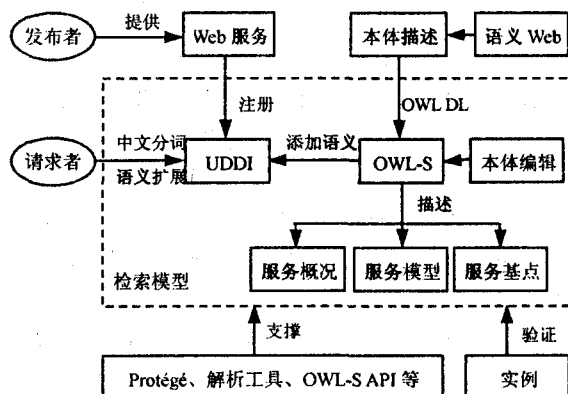 发布者
提供
Web 服务
本体描述
语义 Web
注册
OWL DL
请求者
中文分词
语义扩展
UDDI
添加语义
OWL-S
本体编辑
描述
服务概况
服务模型
服务基点
检索模型
支撑
验证
Protégé、解析工具、OWL-S API 等
实例